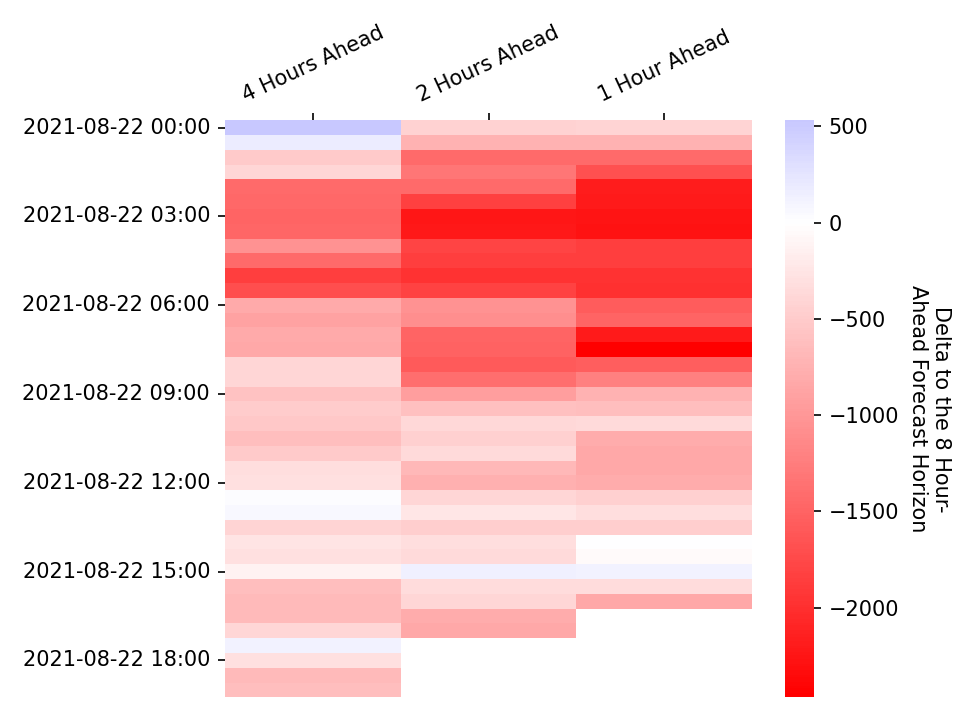 4 Hours Ahead
2 Hours Ahead
1 Hour Ahead
2021-08-22 00:00
2021-08-22 03:00
2021-08-22 06:00
2021-08-22 09:00
2021-08-22 12:00
2021-08-22 15:00
2021-08-22 18:00
500
0
−500
−1000
−1500
−2000
Delta to the 8 Hour-
Ahead Forecast Horizon